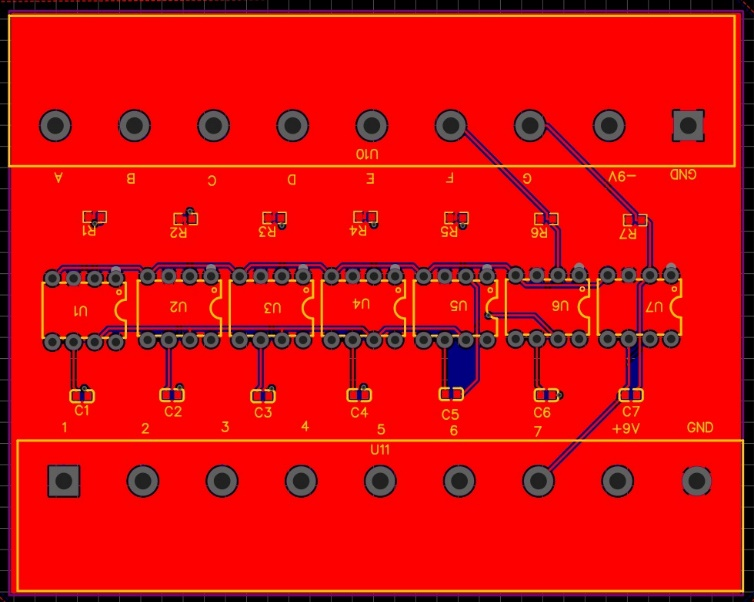 U10
A B C D E F G -9V GND
R1 R2 R3 R4 R5 R6 R7
U1 U2 U3 U4 U5 U6 U7
C1 C2 C3 C4 C5 C6 C7
1 2 3 4 5 6 7 +9V GND
U11